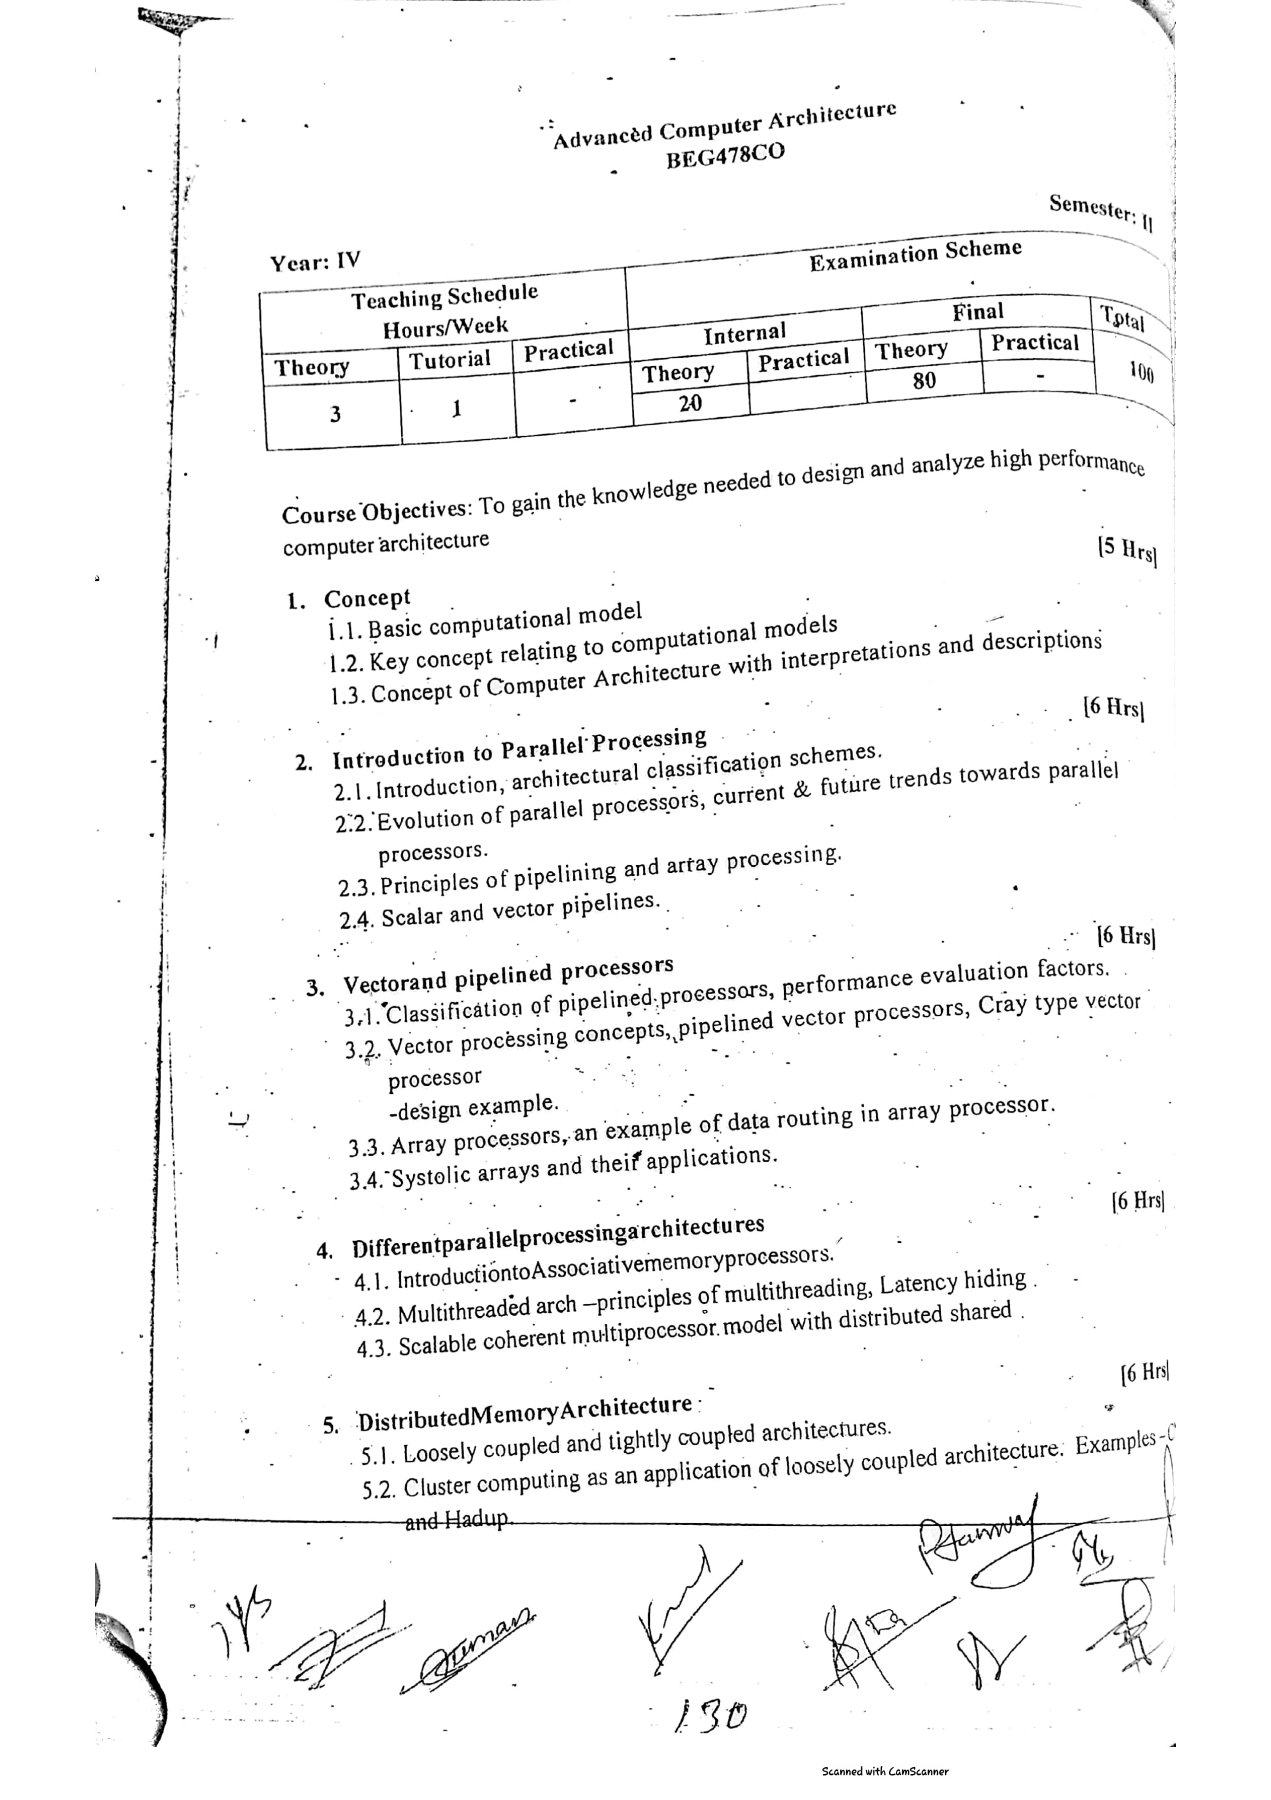 Advanced Computer Architecture
BEG478CO
Semester: II
Year: IV
Teaching Schedule Hours/Week
Examination Scheme
Internal
Final
Total
Theory
Tutorial
Practical
Theory
Practical
Theory
Practical
3
1
-
20
80
-
100
Course Objectives: To gain the knowledge needed to design and analyze high performance
computer architecture
[5 Hrs]
1. Concept
1.1. Basic computational model
1.2. Key concept relating to computational models
1.3. Concept of Computer Architecture with interpretations and descriptions
[6 Hrs]
2. Introduction to Parallel Processing
2.1. Introduction, architectural classification schemes.
2.2. Evolution of parallel processors, current & future trends towards parallel
processors.
2.3. Principles of pipelining and array processing.
2.4. Scalar and vector pipelines.
[6 Hrs]
3. Vectorand pipelined processors
3.1. Classification of pipelined processors, performance evaluation factors.
3.2. Vector processing concepts, pipelined vector processors, Cray type vector
processor
-design example.
3.3. Array processors, an example of data routing in array processor.
3.4. Systolic arrays and their applications.
[6 Hrs]
4. Differentparallelprocessingarchitectures
4.1. IntroductiontoAssociativememoryprocessors.
4.2. Multithreaded arch –principles of multithreading, Latency hiding
4.3. Scalable coherent multiprocessor model with distributed shared
[6 Hrs]
5. DistributedMemoryArchitecture:
5.1. Loosely coupled and tightly coupled architectures.
5.2. Cluster computing as an application of loosely coupled architecture. Examples-C
and Hadup.
130
Scanned with CamScanner